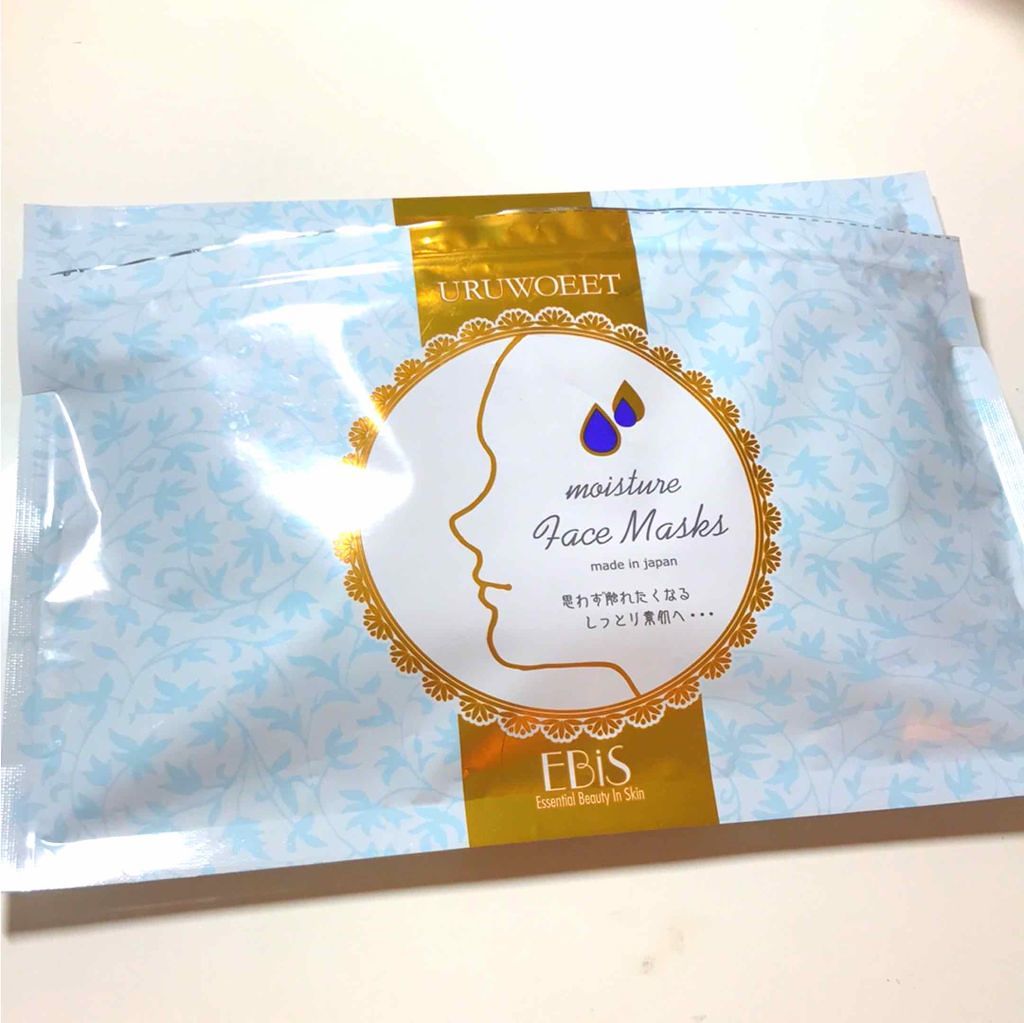 URUWOEET
moisture
Face Masks
made in japan
思わず触れたくなる
しっとり素肌へ・・・
EBiS
Essential Beauty In Skin